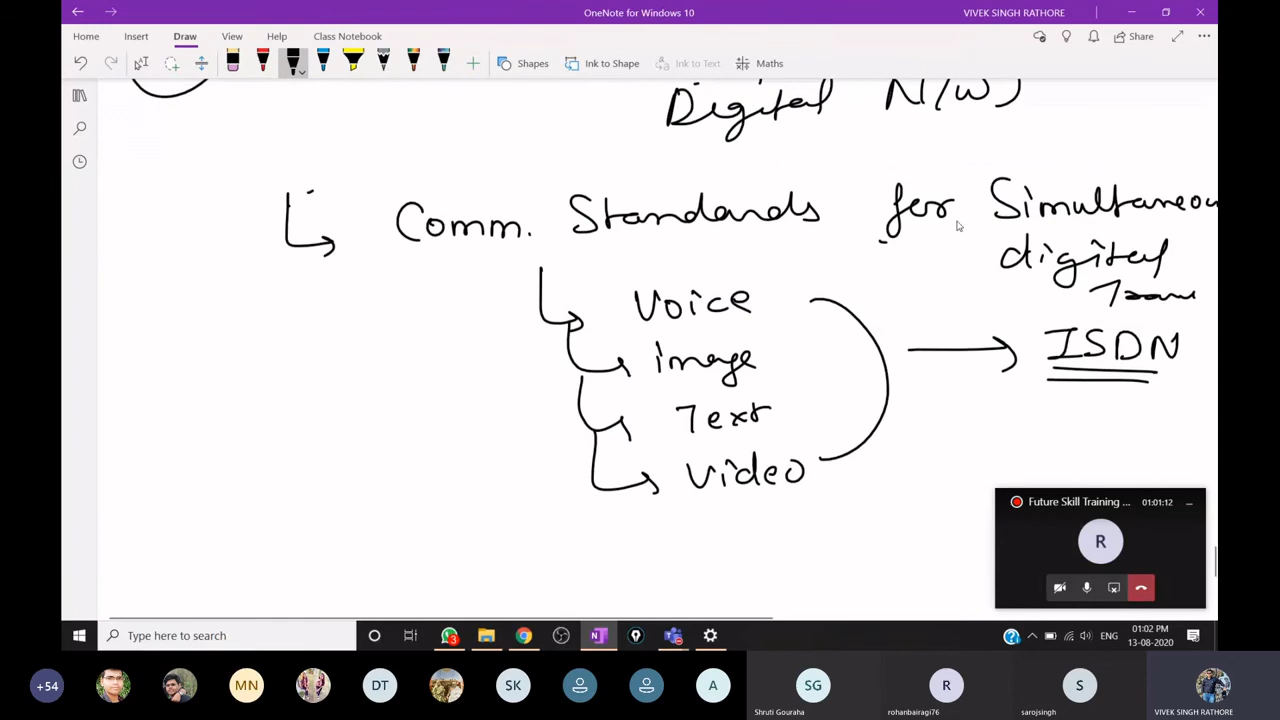 OneNote for Windows 10
VIVEK SINGH RATHORE
Home Insert Draw View Help Class Notebook
Share
Shapes Ink to Shape Ink to Text Maths
Digital N/W)
Comm. Standards for Simultaneou
digital
Voice
image
ISDN
Text
Video
Future Skill Training ... 01:01:12
R
Type here to search
3
ENG
01:02 PM
13-08-2020
+54 MN DT SK A SG R S
Shruti Gouraha rohanbairagi76 sarojsingh VIVEK SINGH RATHORE